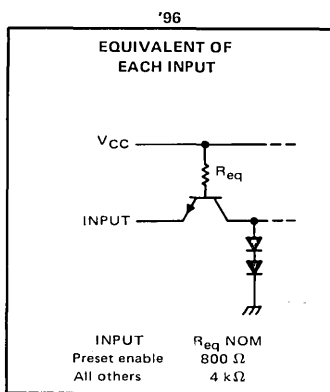 '96
EQUIVALENT OF
EACH INPUT
VCC
Req
INPUT
INPUT Req NOM
Preset enable 800 Ω
All others 4 kΩ